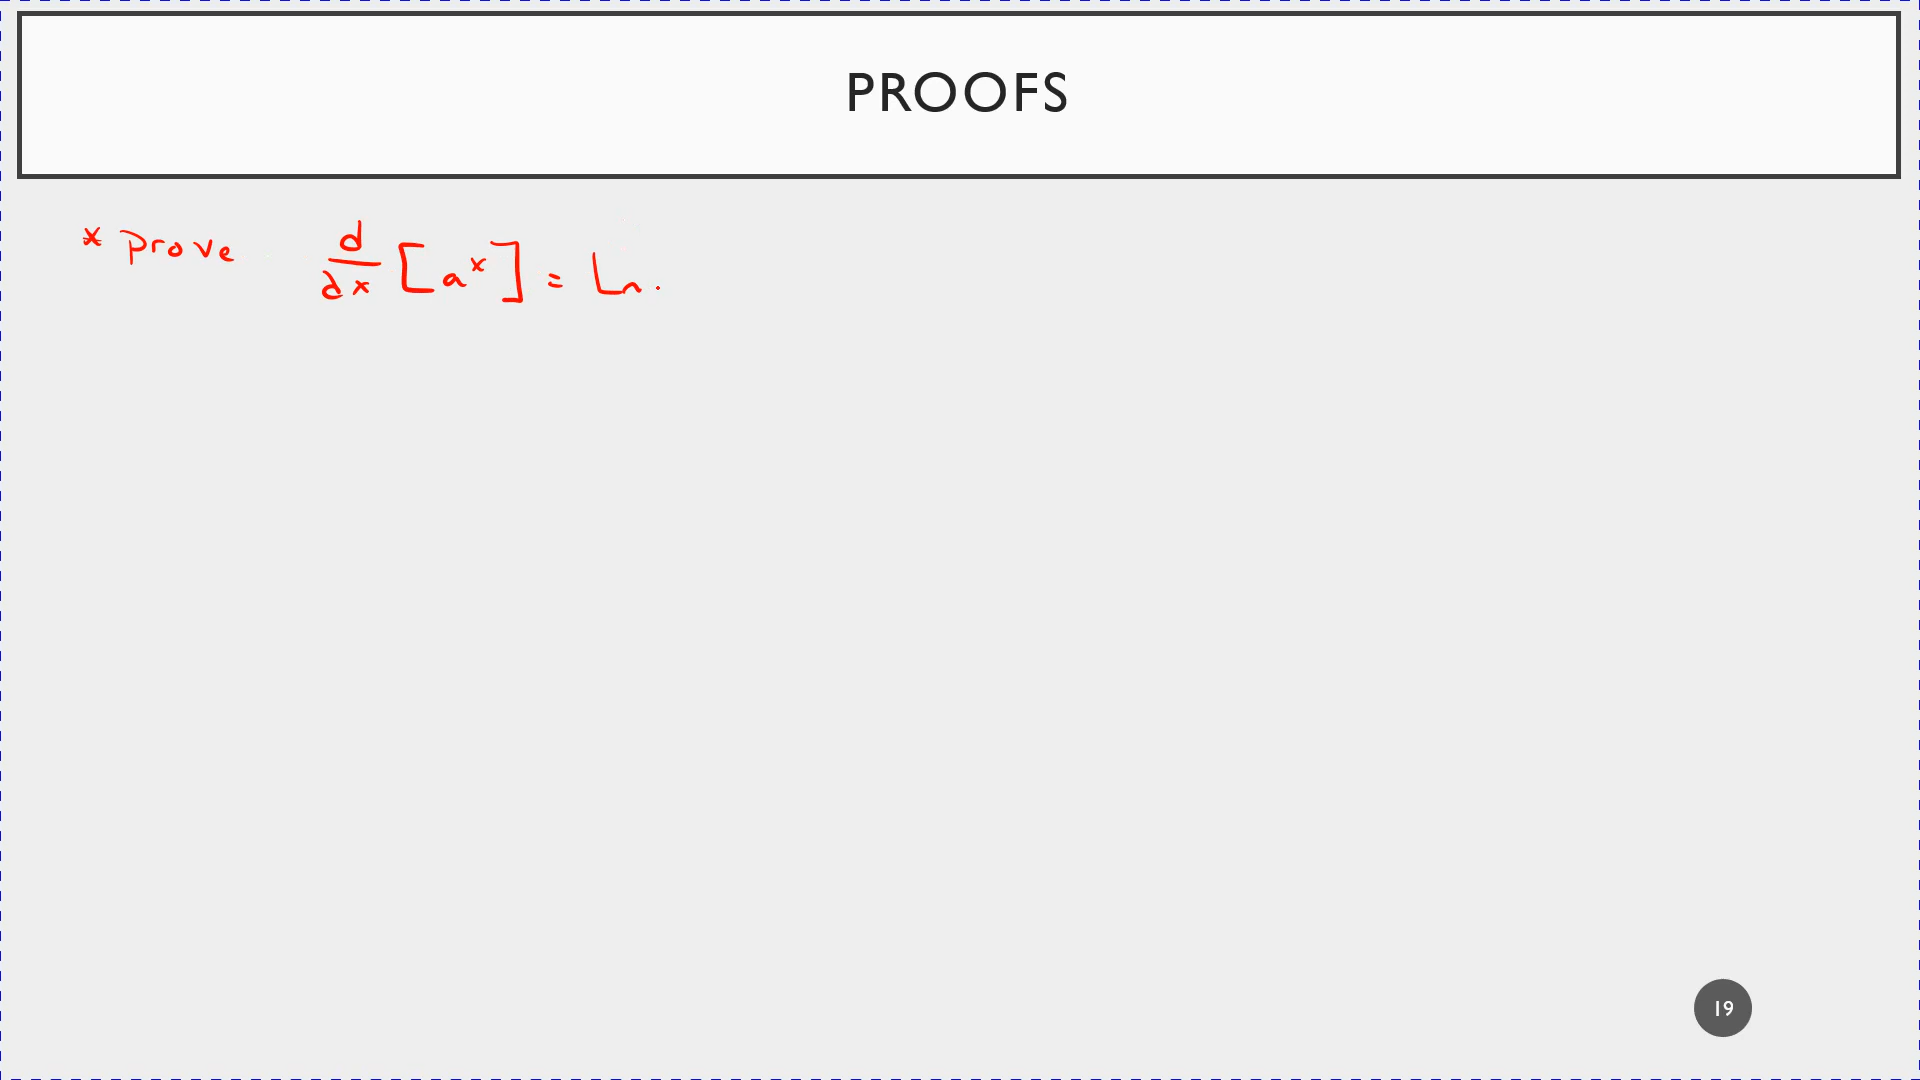 PROOFS
* prove d/dx [a^x] = Ln.
19